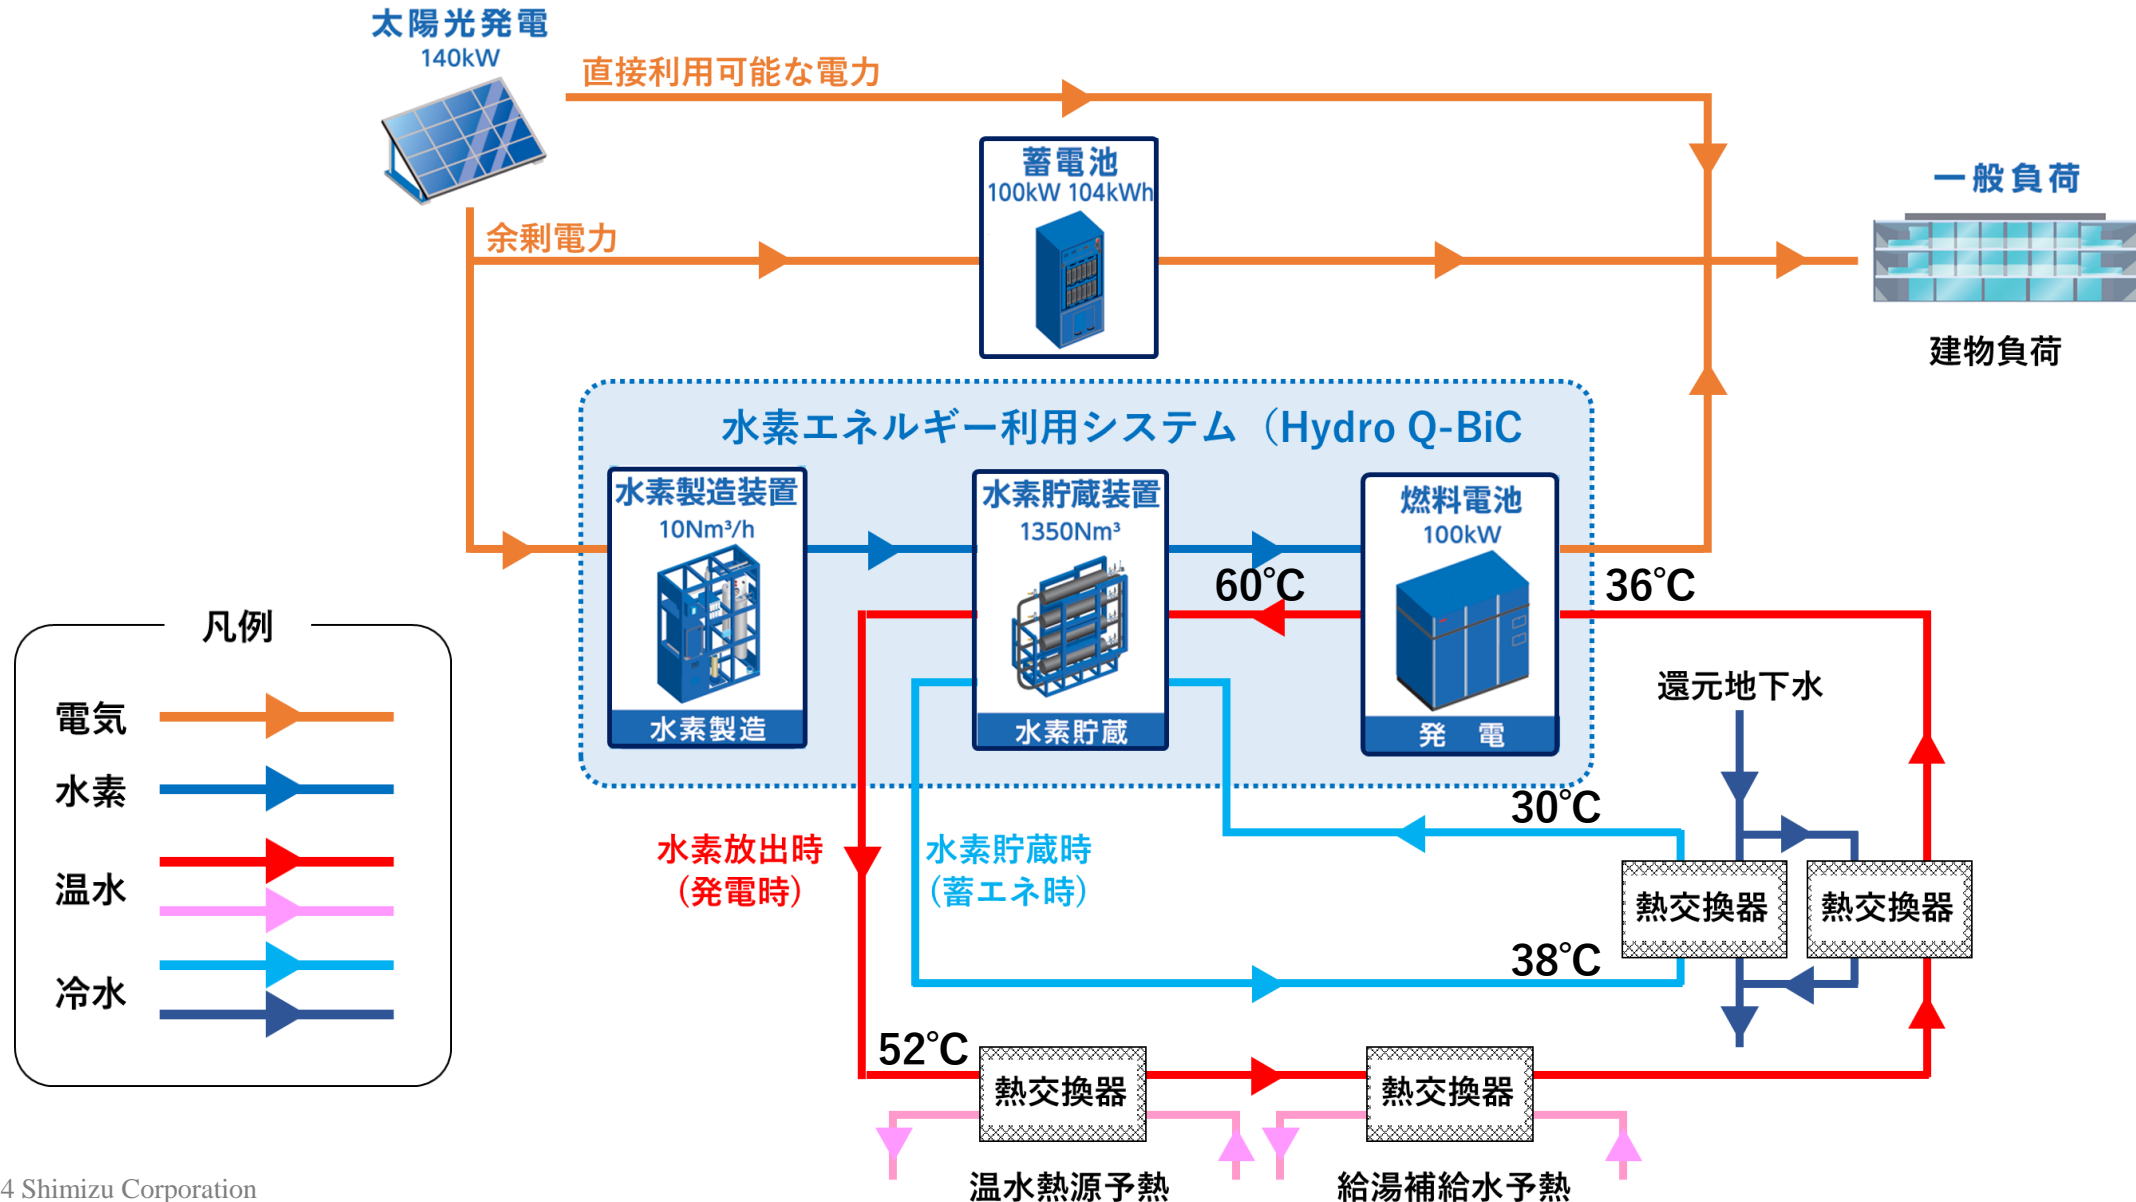 太陽光発電
140kW
直接利用可能な電力
蓄電池
100kW 104kWh
余剰電力
一般負荷
建物負荷
水素エネルギー利用システム（Hydro Q-BiC
水素製造装置
10Nm³/h
水素製造
水素貯蔵装置
1350Nm³
水素貯蔵
燃料電池
100kW
発　電
60℃
36℃
凡例
電気
水素
温水
冷水
還元地下水
30℃
水素放出時
（発電時）
水素貯蔵時
（蓄エネ時）
熱交換器
熱交換器
38℃
52℃
熱交換器
熱交換器
温水熱源予熱
給湯補給水予熱
4 Shimizu Corporation